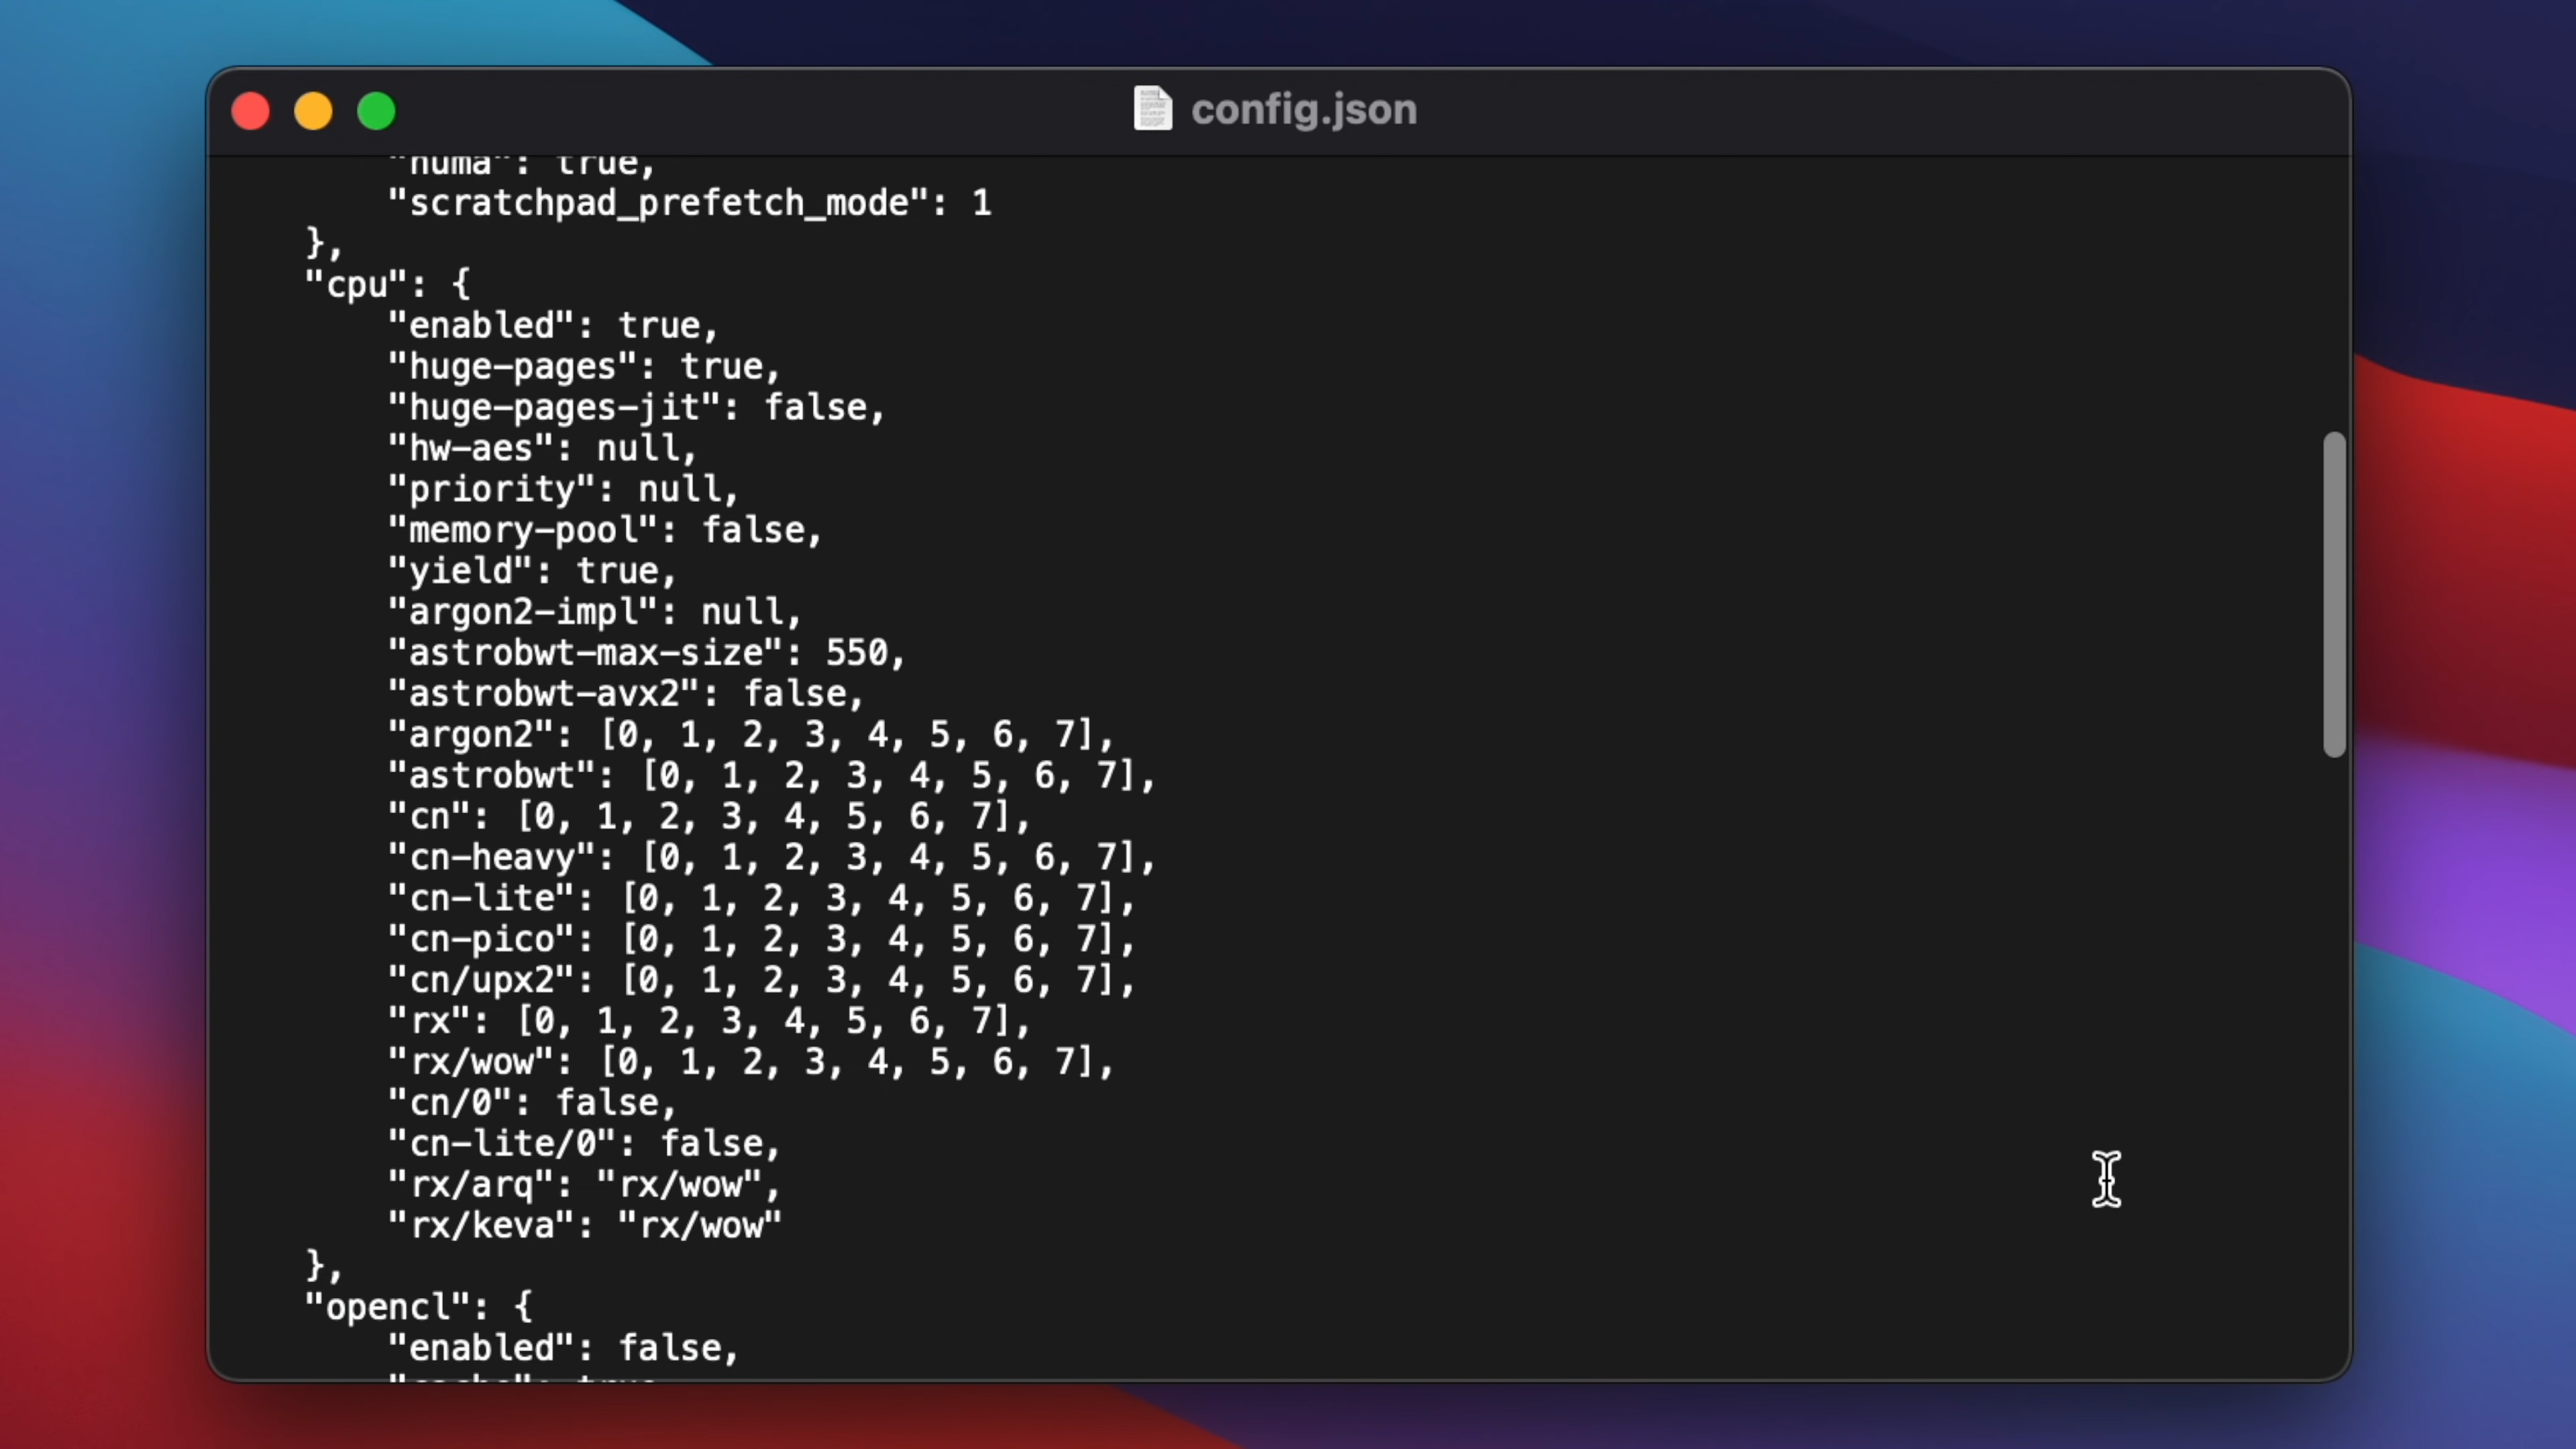 config.json
"numa": true,
"scratchpad_prefetch_mode": 1
},
"cpu": {
"enabled": true,
"huge-pages": true,
"huge-pages-jit": false,
"hw-aes": null,
"priority": null,
"memory-pool": false,
"yield": true,
"argon2-impl": null,
"astrobwt-max-size": 550,
"astrobwt-avx2": false,
"argon2": [0, 1, 2, 3, 4, 5, 6, 7],
"astrobwt": [0, 1, 2, 3, 4, 5, 6, 7],
"cn": [0, 1, 2, 3, 4, 5, 6, 7],
"cn-heavy": [0, 1, 2, 3, 4, 5, 6, 7],
"cn-lite": [0, 1, 2, 3, 4, 5, 6, 7],
"cn-pico": [0, 1, 2, 3, 4, 5, 6, 7],
"cn/upx2": [0, 1, 2, 3, 4, 5, 6, 7],
"rx": [0, 1, 2, 3, 4, 5, 6, 7],
"rx/wow": [0, 1, 2, 3, 4, 5, 6, 7],
"cn/0": false,
"cn-lite/0": false,
"rx/arq": "rx/wow",
"rx/keva": "rx/wow"
},
"opencl": {
"enabled": false,